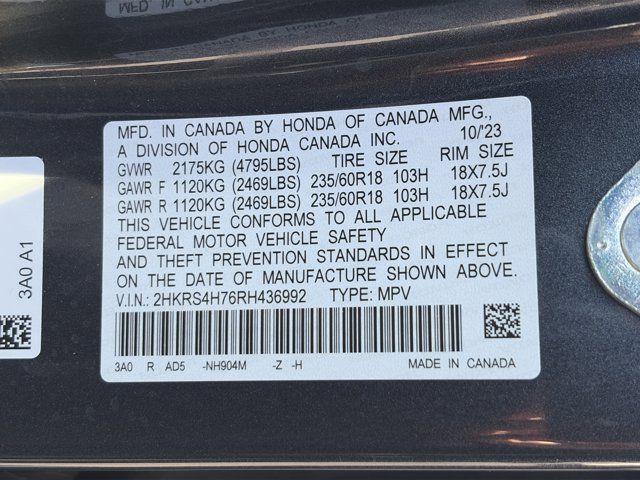 MFD. IN CANADA BY HONDA OF CANADA MFG.,
A DIVISION OF HONDA CANADA INC. 10/'23
GVWR 2175KG (4795LBS) TIRE SIZE RIM SIZE
GAWR F 1120KG (2469LBS) 235/60R18 103H 18X7.5J
GAWR R 1120KG (2469LBS) 235/60R18 103H 18X7.5J
THIS VEHICLE CONFORMS TO ALL APPLICABLE
FEDERAL MOTOR VEHICLE SAFETY
AND THEFT PREVENTION STANDARDS IN EFFECT
ON THE DATE OF MANUFACTURE SHOWN ABOVE.
V.I.N.: 2HKRS4H76RH436992 TYPE: MPV
3A0 R AD5 -NH904M -Z -H MADE IN CANADA
3A0 A1